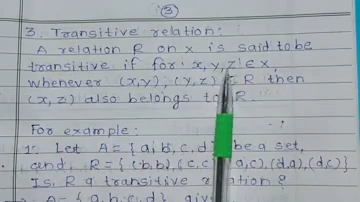 3
3. Transitive relation:
A relation R on x is said to be
transitive if for x, y, z ∈ x,
whenever (x,y), (y,z) R then
(x, z) also belongs to R.
For example:
1. Let A = {a, b, c, d} be a set,
and, R = {(b,b), (c,c) a,c), (d,a), (d,c)}
Is R a transitive relation?
A = {a, b, c, d}